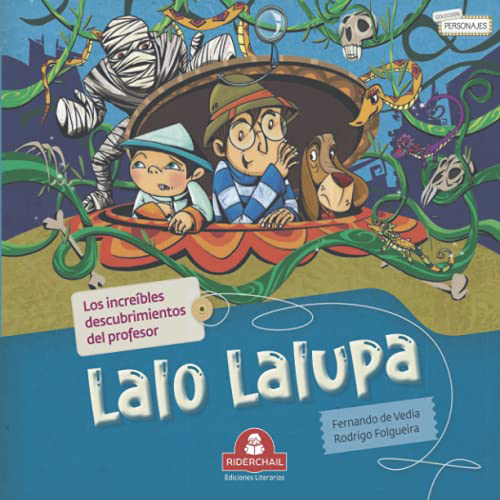 COLECCIÓN
PERSONAJES
Los increíbles
descubrimientos
del profesor
Lalo Lalupa
Fernando de Vedia
Rodrigo Folgueira
RIDERCHAIL
Ediciones Literarias